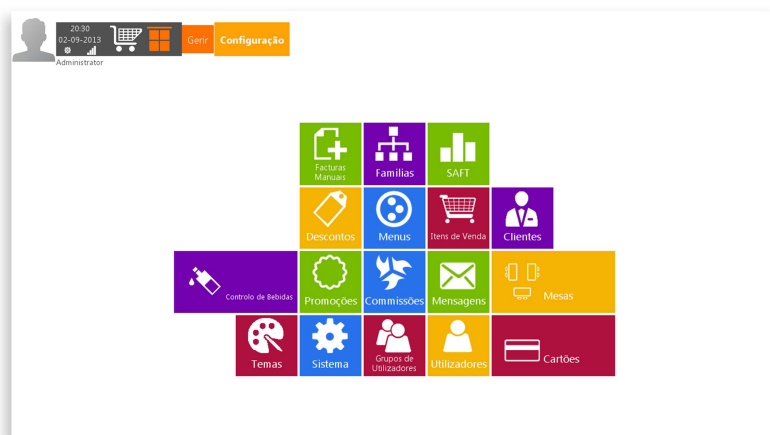 20:30
02-09-2013
Gerir
Configuração
Administrator
Facturas
Manuais
Familias
SAFT
Descontos
Menus
Itens de Venda
Clientes
Controlo de Bebidas
Promoções
Commissões
Mensagens
Mesas
Temas
Sistema
Grupos de
Utilizadores
Utilizadores
Cartões